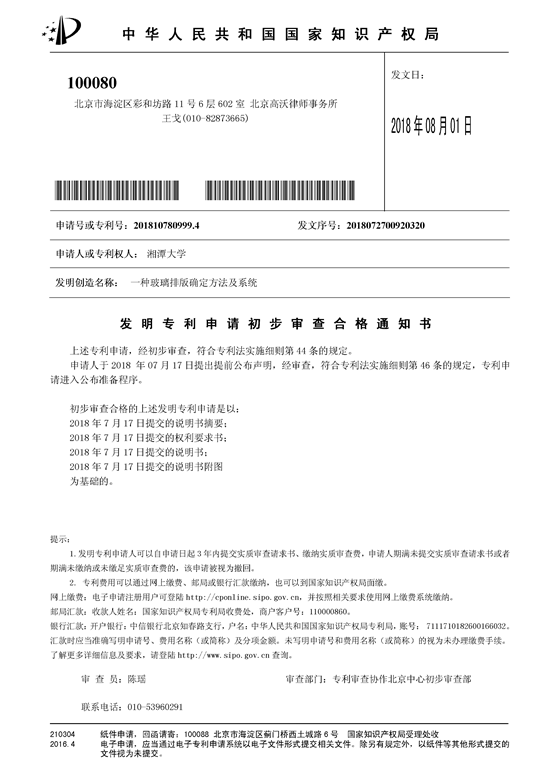 中华人民共和国国家知识产权局
100080
北京市海淀区彩和坊路 11 号 6 层 602 室  北京高沃律师事务所
王戈(010-82873665)
发文日：
2018 年 08 月 01 日
申请号或专利号：201810780999.4
发文序号：2018072700920320
申请人或专利权人： 湘潭大学
发明创造名称： 一种玻璃排版确定方法及系统
发明专利申请初步审查合格通知书
上述专利申请，经初步审查，符合专利法实施细则第 44 条的规定。
申请人于 2018 年 07 月 17 日提出提前公布声明，经审查，符合专利法实施细则第 46 条的规定，专利申
请进入公布准备程序。
初步审查合格的上述发明专利申请是以：
2018 年 7 月 17 日提交的说明书摘要；
2018 年 7 月 17 日提交的权利要求书；
2018 年 7 月 17 日提交的说明书；
2018 年 7 月 17 日提交的说明书附图
为基础的。
提示：
1.发明专利申请人可以自申请日起 3 年内提交实质审查请求书、缴纳实质审查费，申请人期满未提交实质审查请求书或者
期满未缴纳或未缴足实质审查费的，该申请被视为撤回。
2. 专利费用可以通过网上缴费、邮局或银行汇款缴纳，也可以到国家知识产权局面缴。
网上缴费：电子申请注册用户可登陆 http://cponline.sipo.gov.cn，并按照相关要求使用网上缴费系统缴纳。
邮局汇款：收款人姓名：国家知识产权局专利局收费处，商户客户号：110000860。
银行汇款：开户银行：中信银行北京知春路支行，户名：中华人民共和国国家知识产权局专利局，账号： 7111710182600166032。
汇款时应当准确写明申请号、费用名称（或简称）及分项金额。未写明申请号和费用名称（或简称）的视为未办理缴费手续。
了解更多详细信息及要求，请登陆 http://www.sipo.gov.cn 查询。
审 查 员：陈瑶
审查部门：专利审查协作北京中心初步审查部
联系电话：010-53960291
210304 纸件申请，回函请寄：100088 北京市海淀区蓟门桥西土城路 6 号 国家知识产权局受理处收
2016.4 电子申请，应当通过电子专利申请系统以电子文件形式提交相关文件。除另有规定外，以纸件等其他形式提交的
文件视为未提交。